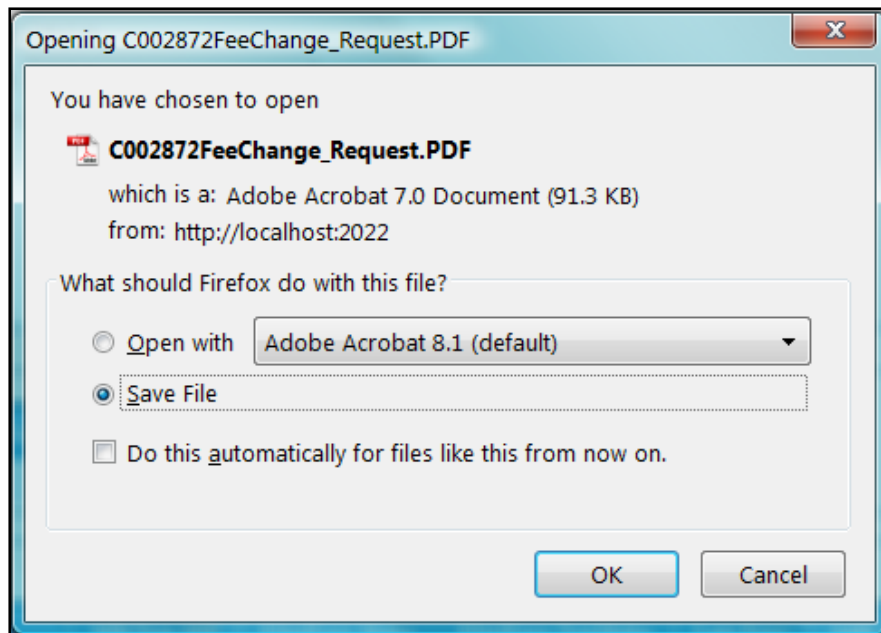 Opening C002872FeeChange_Request.PDF
You have chosen to open
C002872FeeChange_Request.PDF
which is a: Adobe Acrobat 7.0 Document (91.3 KB)
from: http://localhost:2022
What should Firefox do with this file?
Open with Adobe Acrobat 8.1 (default)
Save File
Do this automatically for files like this from now on.
OK Cancel